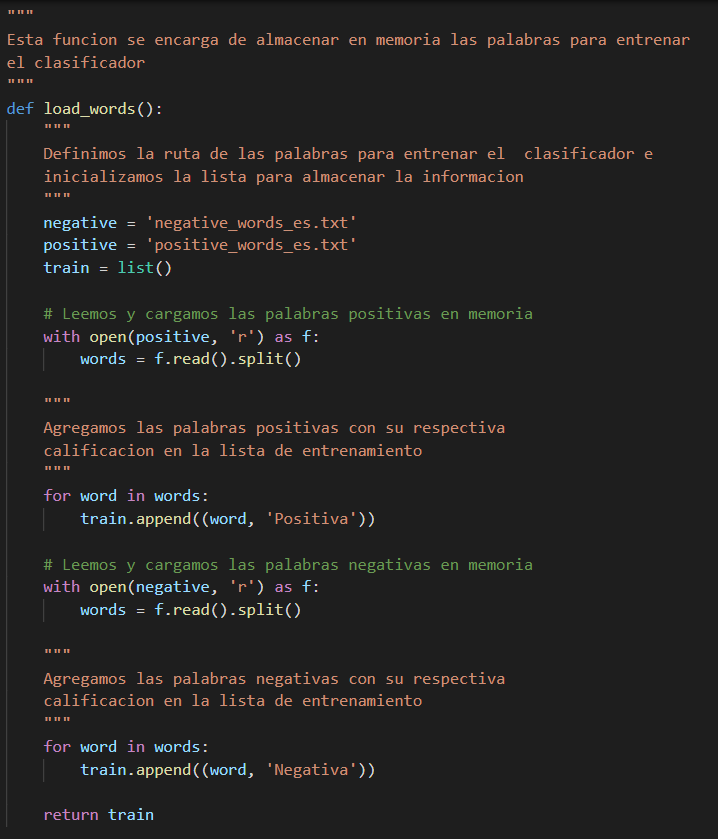 """
Esta funcion se encarga de almacenar en memoria las palabras para entrenar
el clasificador
"""
def load_words():
    """
    Definimos la ruta de las palabras para entrenar el  clasificador e
    inicializamos la lista para almacenar la informacion
    """
    negative = 'negative_words_es.txt'
    positive = 'positive_words_es.txt'
    train = list()

    # Leemos y cargamos las palabras positivas en memoria
    with open(positive, 'r') as f:
        words = f.read().split()

    """
    Agregamos las palabras positivas con su respectiva
    calificacion en la lista de entrenamiento
    """
    for word in words:
        train.append((word, 'Positiva'))

    # Leemos y cargamos las palabras negativas en memoria
    with open(negative, 'r') as f:
        words = f.read().split()

    """
    Agregamos las palabras negativas con su respectiva
    calificacion en la lista de entrenamiento
    """
    for word in words:
        train.append((word, 'Negativa'))

    return train